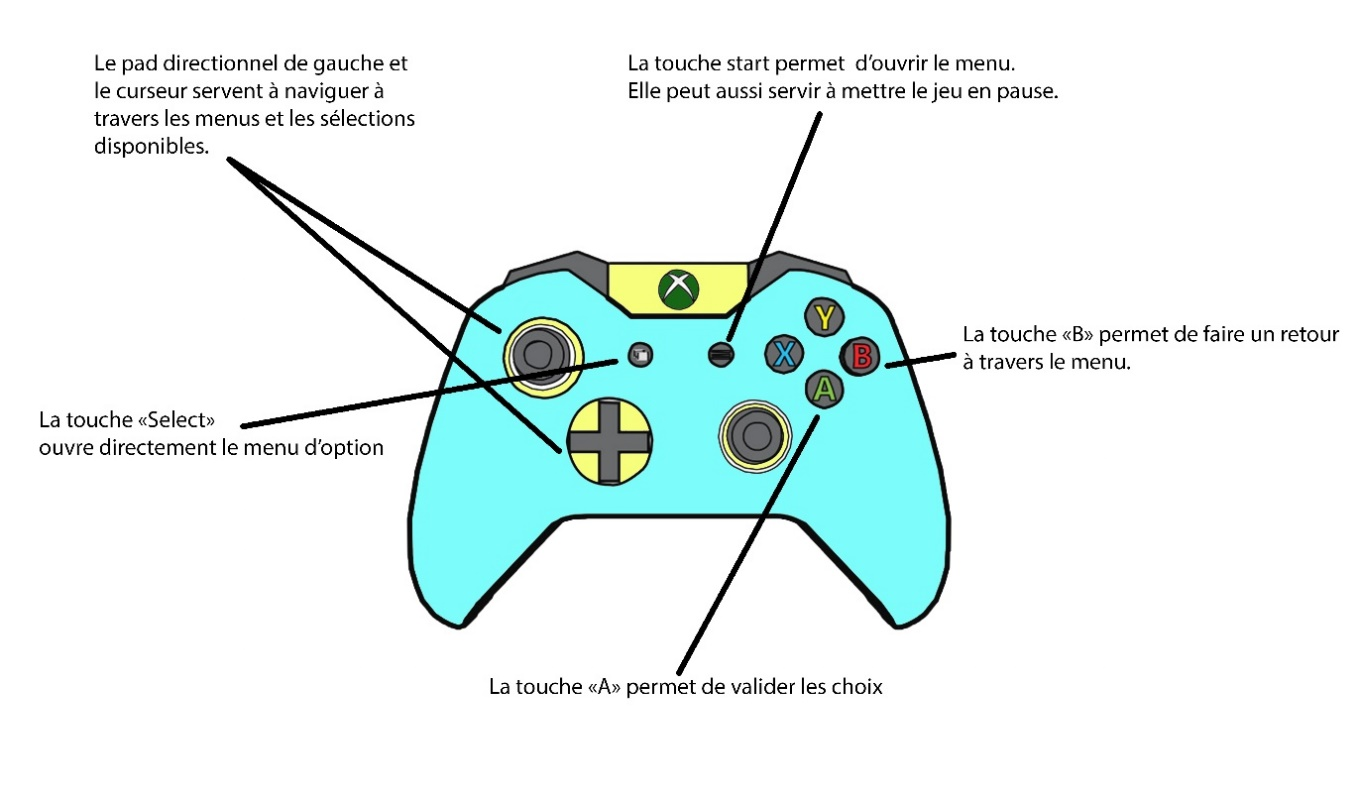 Le pad directionnel de gauche et
le curseur servent à naviguer à
travers les menus et les sélections
disponibles.
La touche start permet  d'ouvrir le menu.
Elle peut aussi servir à mettre le jeu en pause.
Y
X
B
A
La touche «B» permet de faire un retour
à travers le menu.
La touche «Select»
ouvre directement le menu d'option
La touche «A» permet de valider les choix